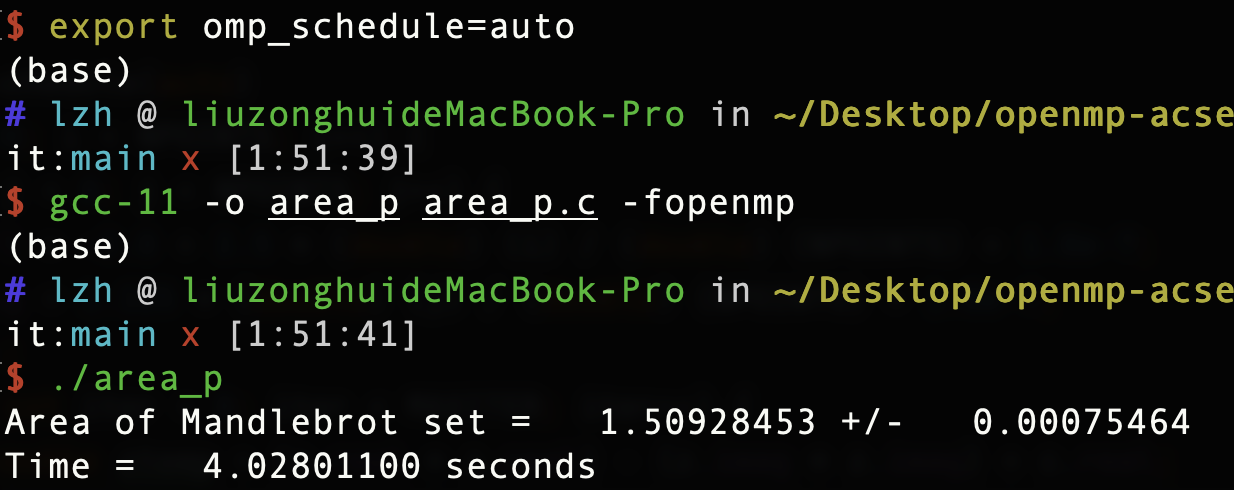 $ export omp_schedule=auto
(base)
# lzh @ liuzonghuideMacBook-Pro in ~/Desktop/openmp-acse
it:main x [1:51:39]
$ gcc-11 -o area_p area_p.c -fopenmp
(base)
# lzh @ liuzonghuideMacBook-Pro in ~/Desktop/openmp-acse
it:main x [1:51:41]
$ ./area_p
Area of Mandlebrot set =   1.50928453 +/-   0.00075464
Time =   4.02801100 seconds